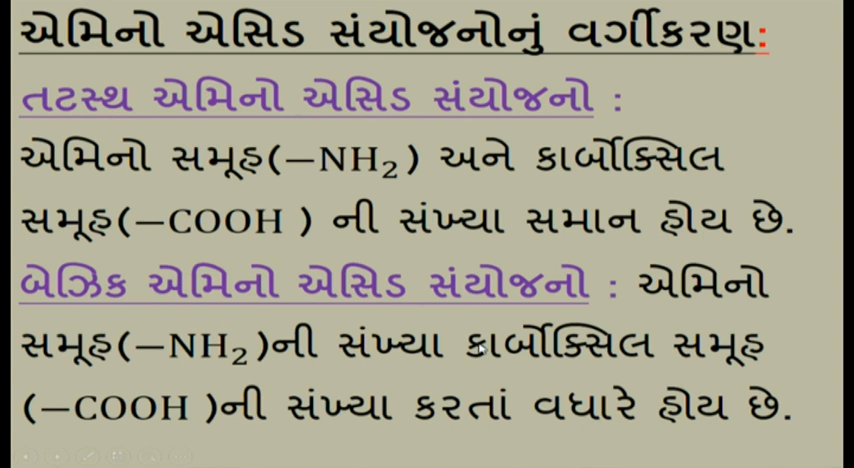 એમિનો એસિડ સંયોજનોનું વર્ગીકરણ:
તટસ્થ એમિનો એસિડ સંયોજનો :
એમિનો સમૂહ(−NH₂) અને કાર્બોક્સિલ
સમૂહ(−COOH ) ની સંખ્યા સમાન હોય છે.
બેઝિક એમિનો એસિડ સંયોજનો : એમિનો
સમૂહ(−NH₂)ની સંખ્યા કાર્બોક્સિલ સમૂહ
(−COOH )ની સંખ્યા કરતાં વધારે હોય છે.